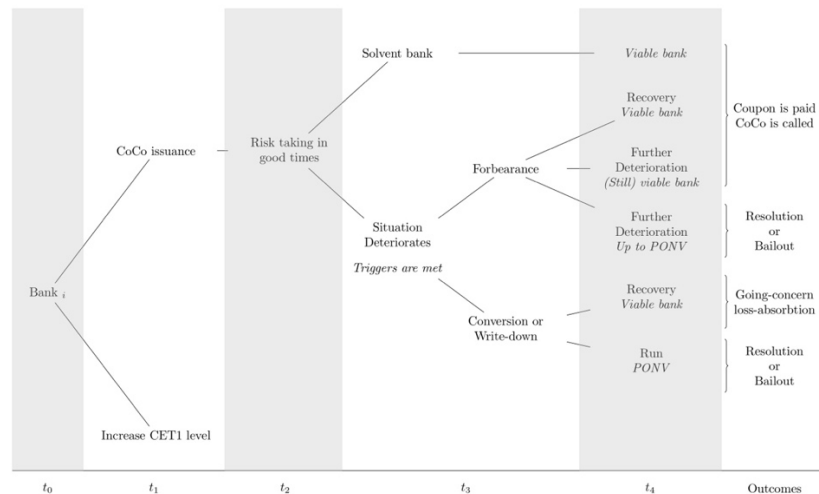 Solvent bank
Viable bank
Recovery
Viable bank
Coupon is paid
CoCo is called
CoCo issuance
Risk taking in
good times
Forbearance
Further
Deterioration
(Still) viable bank
Situation
Deteriorates
Triggers are met
Further
Deterioration
Up to PONV
Resolution
or
Bailout
Bank i
Recovery
Viable bank
Going-concern
loss-absorbtion
Conversion or
Write-down
Run
PONV
Resolution
or
Bailout
Increase CET1 level
t0
t1
t2
t3
t4
Outcomes